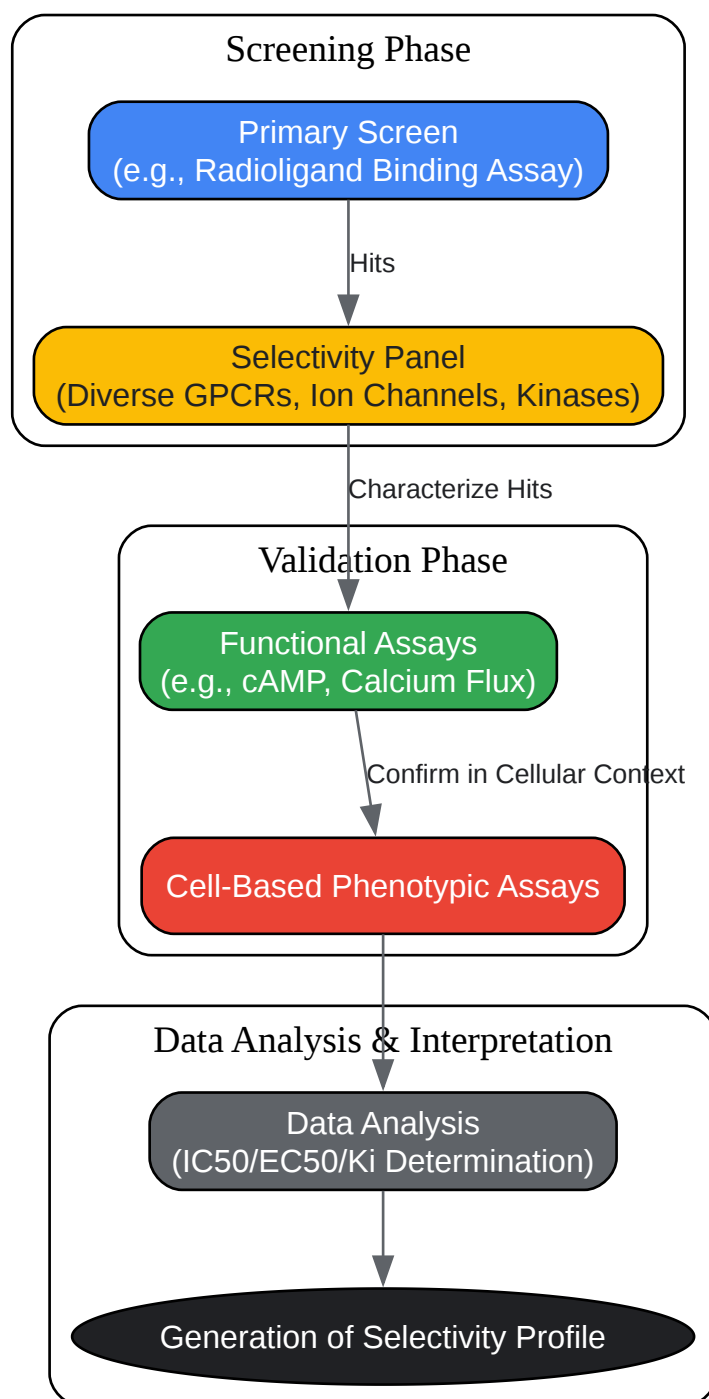 Screening Phase
Primary Screen
(e.g., Radioligand Binding Assay)
Hits
Selectivity Panel
(Diverse GPCRs, Ion Channels, Kinases)
Characterize Hits
Validation Phase
Functional Assays
(e.g., cAMP, Calcium Flux)
Confirm in Cellular Context
Cell-Based Phenotypic Assays
Data Analysis & Interpretation
Data Analysis
(IC50/EC50/Ki Determination)
Generation of Selectivity Profile